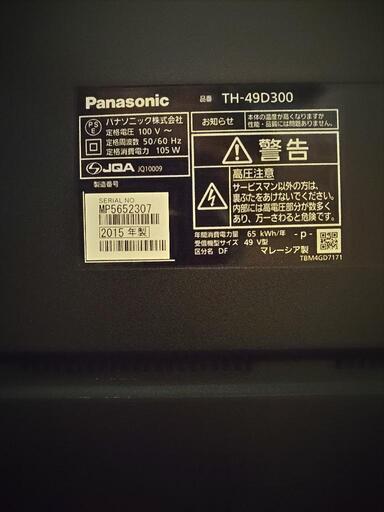 Panasonic
品番 TH-49D300
PS
E
パナソニック株式会社
定格電圧 100 V ～
定格周波数 50/60 Hz
定格消費電力 105 W
JQA JQ10009
製造番号
SERIAL NO.
MP5652307
2015 年製
お知らせ
本体の温度が高くなりますが
性能・品質には問題ありません。
警告
高圧注意
サービスマン以外の方は、
裏ぶたをあけないでください。
内部には高電圧部分が数多く
あり、万一さわると危険です。
年間消費電力量 65 kWh/年 -p-
受信機型サイズ 49 V型
区分名 DF マレーシア製
TBM4GD7171